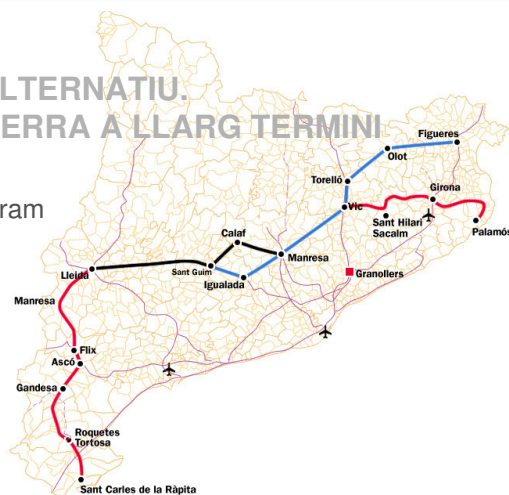 LTERNATIU.
ERRA A LLARG TERMINI
ram
Figueres
Olot
Torelló
Girona
Vic
Sant Hilari
Sacalm
Palamós
Calaf
Manresa
Sant Guim
Igualada
Granollers
Lleida
Manresa
Flix
Ascó
Gandesa
Roquetes
Tortosa
Sant Carles de la Ràpita